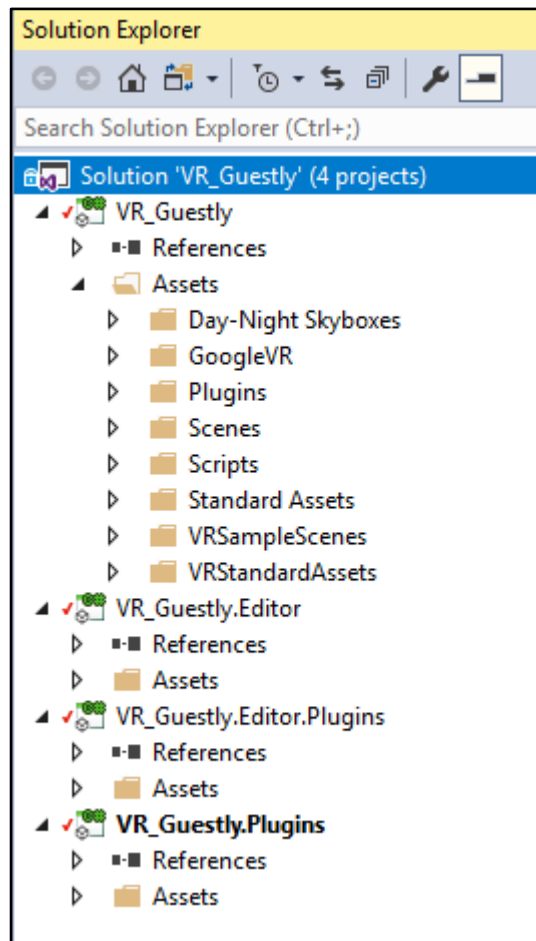 Solution Explorer
Search Solution Explorer (Ctrl+;)
Solution 'VR_Guestly' (4 projects)
VR_Guestly
References
Assets
Day-Night Skyboxes
GoogleVR
Plugins
Scenes
Scripts
Standard Assets
VRSampleScenes
VRStandardAssets
VR_Guestly.Editor
References
Assets
VR_Guestly.Editor.Plugins
References
Assets
VR_Guestly.Plugins
References
Assets